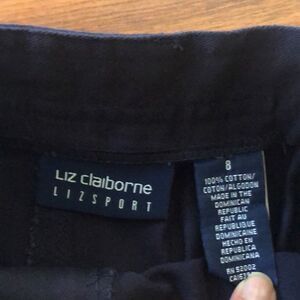 Liz claiborne
LIZSPORT
8
100% COTTON/
COTON/ALGODON
MADE IN THE
DOMINICAN
REPUBLIC
FAIT AU
REPUBLIQUE
DOMINICAINE
HECHO EN
REPUBLICA
DOMINICANA
RN 52002